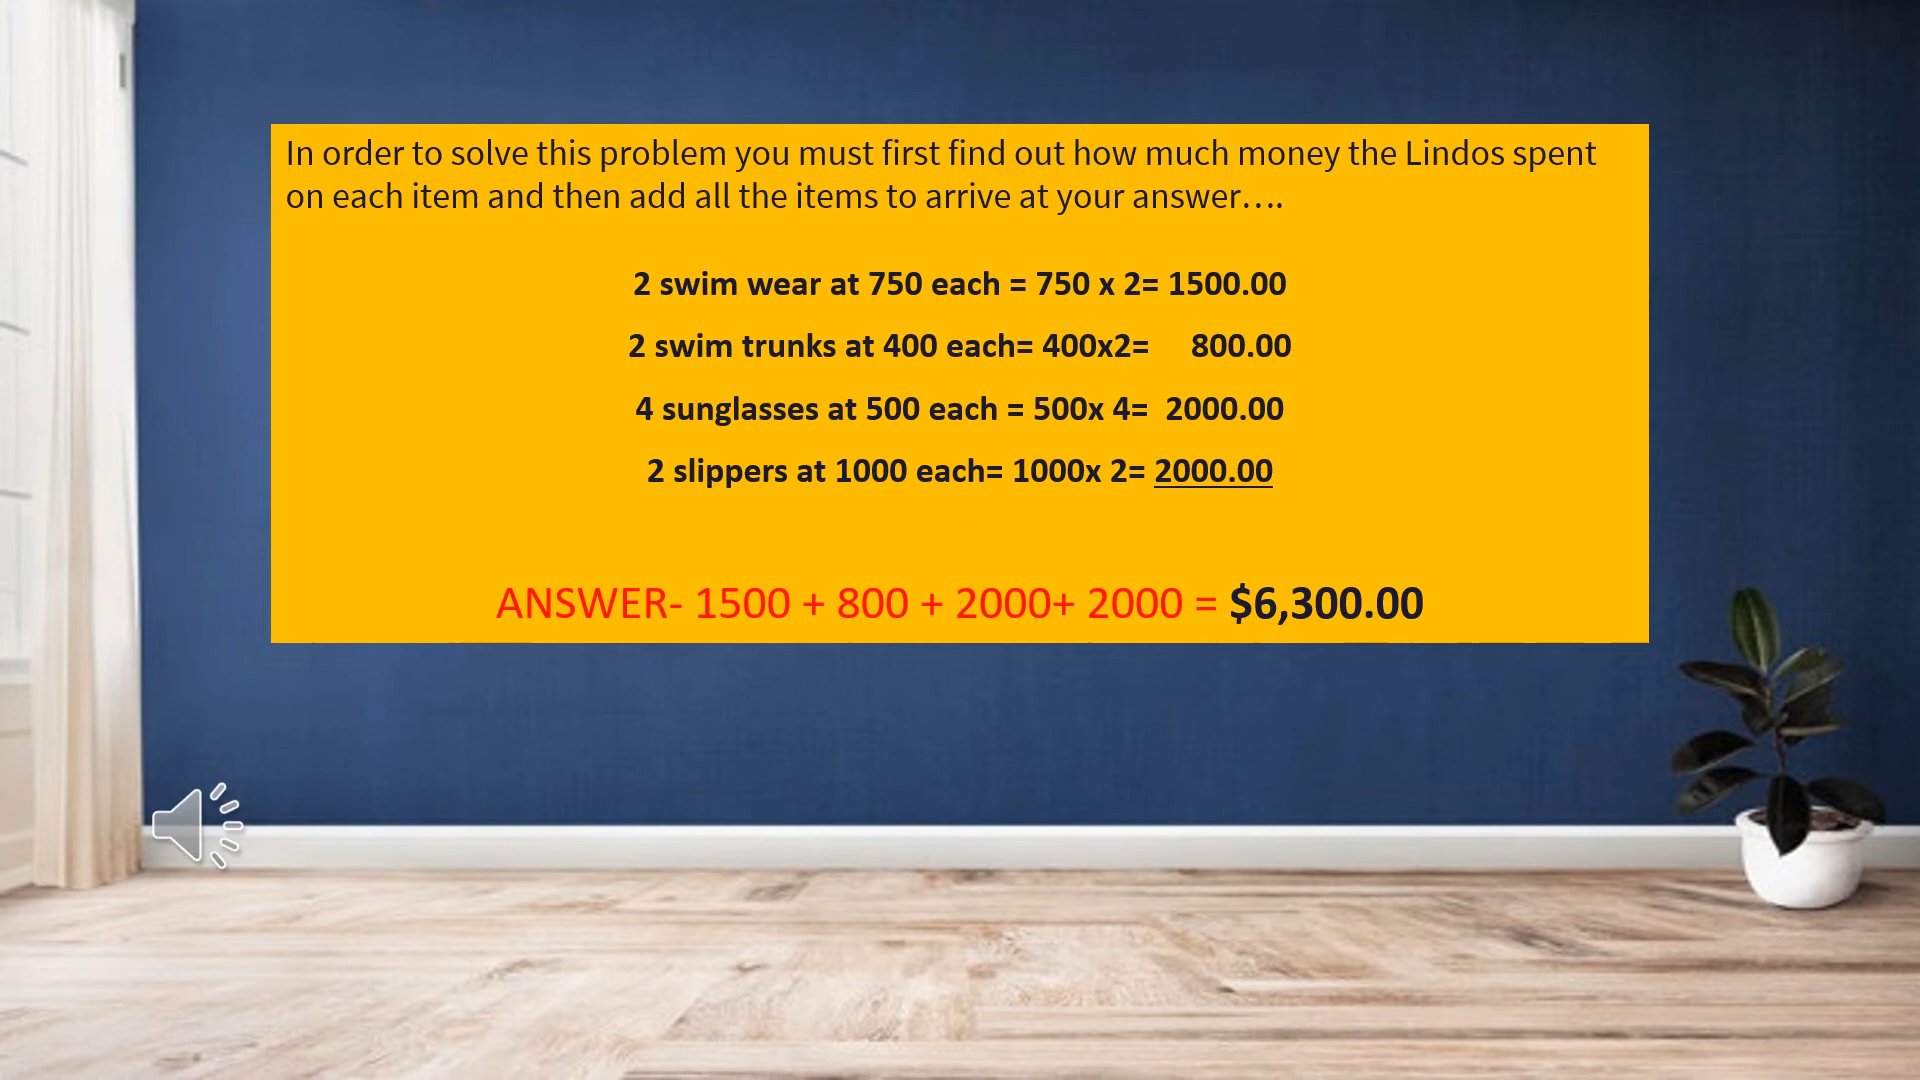 In order to solve this problem you must first find out how much money the Lindos spent
on each item and then add all the items to arrive at your answer….
2 swim wear at 750 each = 750 x 2= 1500.00
2 swim trunks at 400 each= 400x2= 800.00
4 sunglasses at 500 each = 500x 4= 2000.00
2 slippers at 1000 each= 1000x 2= 2000.00
ANSWER- 1500 + 800 + 2000+ 2000 = $6,300.00